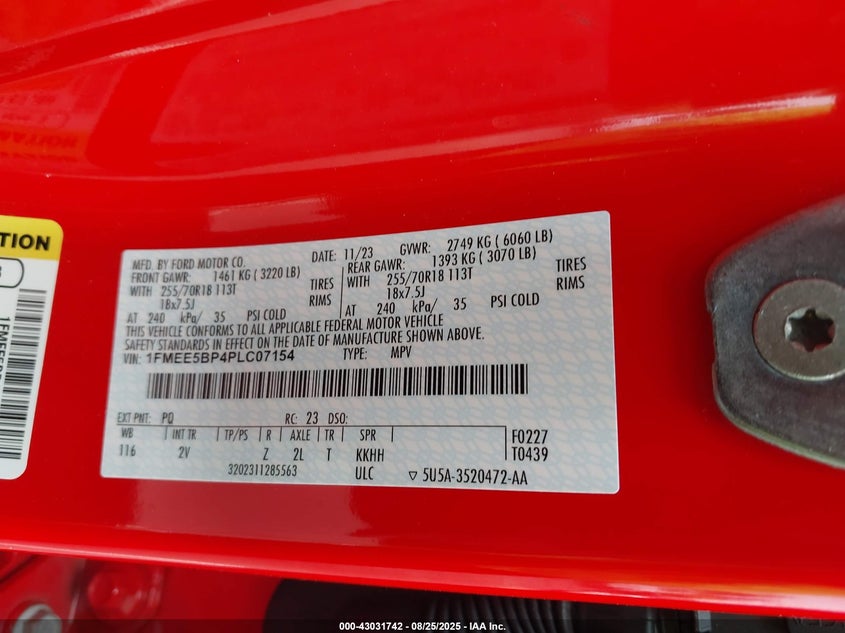 TION
MFD. BY FORD MOTOR CO.
DATE: 11/23 GVWR: 2749 KG ( 6060 LB)
FRONT GAWR: 1461 KG ( 3220 LB)
WITH 255/70R18 113T TIRES
18x7.5J RIMS
AT 240 kPa/ 35 PSI COLD
REAR GAWR: 1393 KG ( 3070 LB)
WITH 255/70R18 113T TIRES
18x7.5J RIMS
AT 240 kPa/ 35 PSI COLD
THIS VEHICLE CONFORMS TO ALL APPLICABLE FEDERAL MOTOR VEHICLE
SAFETY STANDARDS IN EFFECT ON THE DATE OF MANUFACTURE SHOWN ABOVE.
VIN: 1FMEE5BP4PLC07154 TYPE: MPV
EXT PNT: PQ RC: 23 DSO:
WB INT TR TP/PS R AXLE TR SPR
116 2V Z 2L T KKHH
F0227
T0439
3202311285563 ULC ▽ 5U5A-3520472-AA
000-43031742 - 08/25/2025 - IAA Inc.